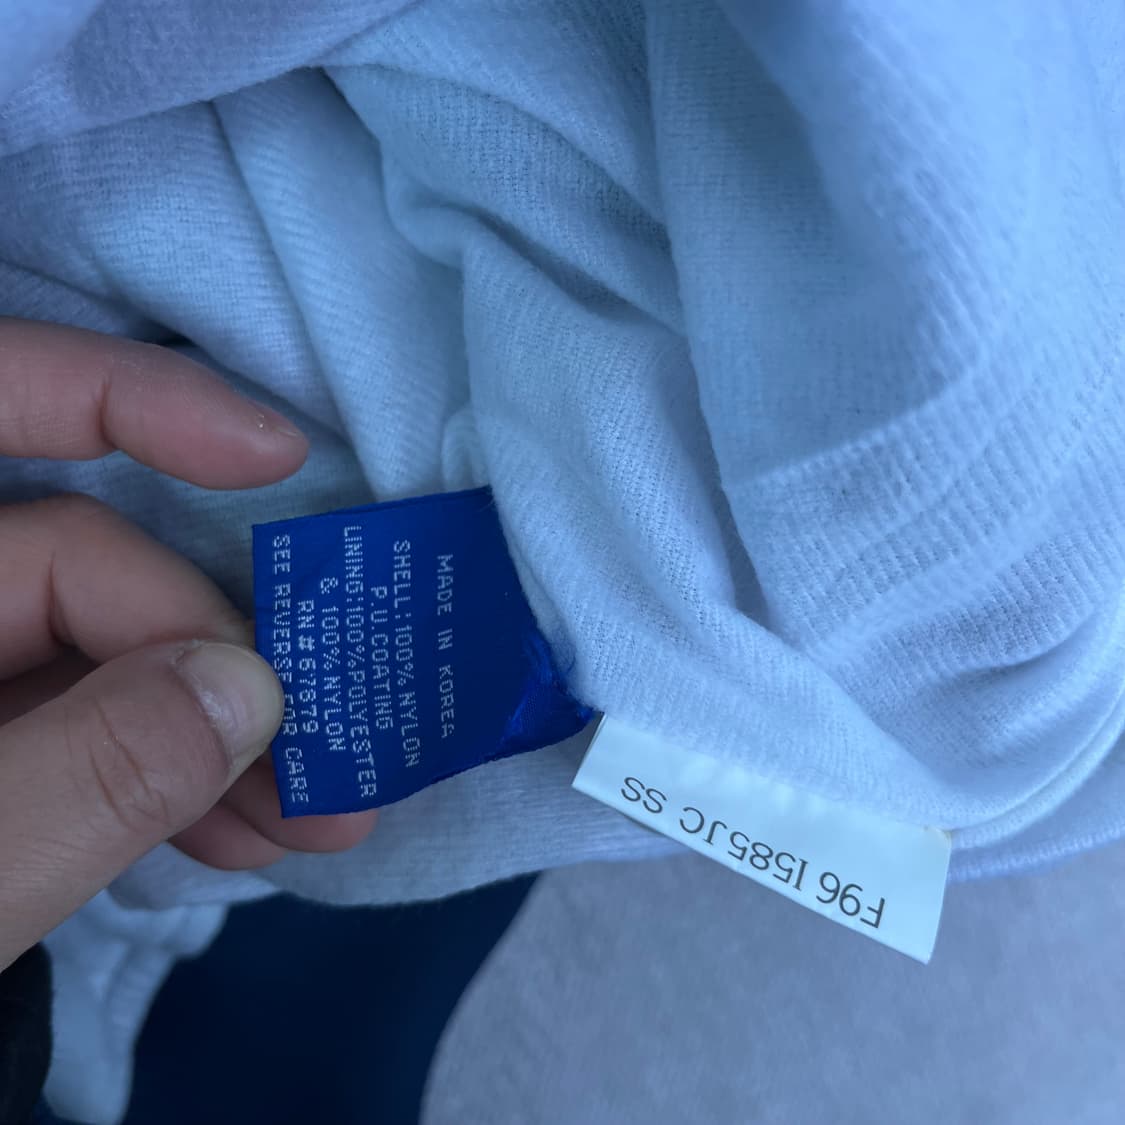 MADE IN KOREA
SHELL:100% NYLON
P.U.COATING
LINING:100%POLYESTER
& 100% NYLON
RN #67679
SEE REVERSE FOR CARE
F96 I585JC SS